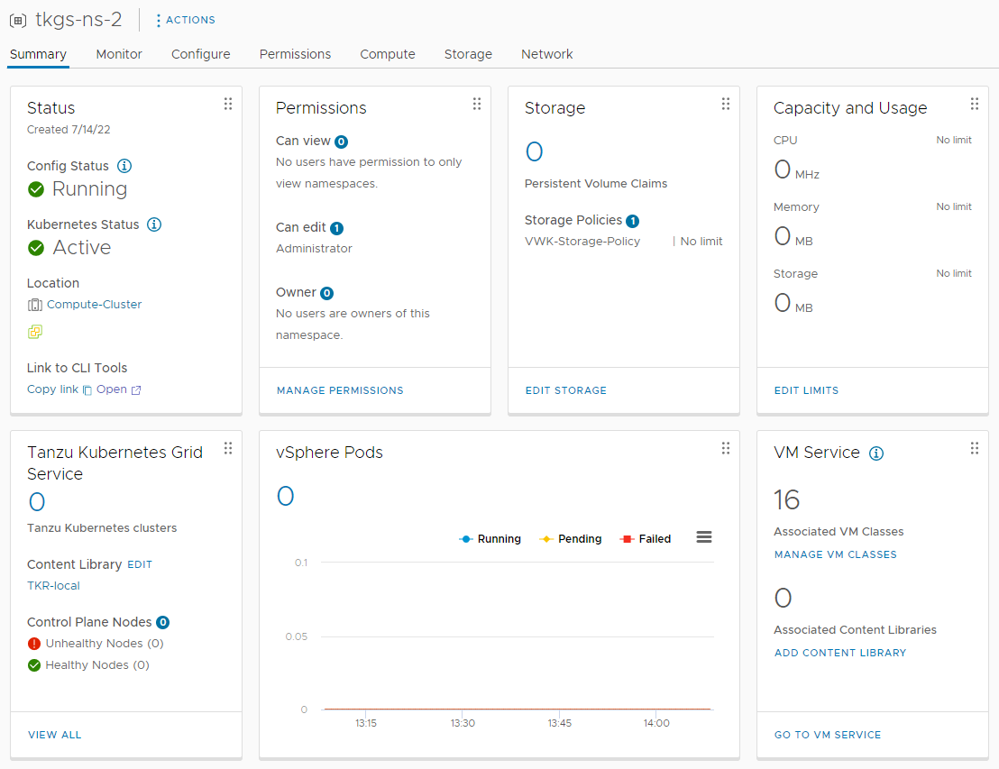 tkgs-ns-2
ACTIONS
Summary Monitor Configure Permissions Compute Storage Network
Status
Created 7/14/22
Config Status
Running
Kubernetes Status
Active
Location
Compute-Cluster
Link to CLI Tools
Copy link Open
Permissions
Can view 0
No users have permission to only
view namespaces.
Can edit 1
Administrator
Owner 0
No users are owners of this
namespace.
MANAGE PERMISSIONS
Storage
0
Persistent Volume Claims
Storage Policies 1
VWK-Storage-Policy | No limit
EDIT STORAGE
Capacity and Usage
CPU No limit
0 MHz
Memory No limit
0 MB
Storage No limit
0 MB
EDIT LIMITS
Tanzu Kubernetes Grid
Service
0
Tanzu Kubernetes clusters
Content Library EDIT
TKR-local
Control Plane Nodes 0
Unhealthy Nodes (0)
Healthy Nodes (0)
VIEW ALL
vSphere Pods
0
Running Pending Failed
0.1
0.05
0
13:15 13:30 13:45 14:00
VM Service
16
Associated VM Classes
MANAGE VM CLASSES
0
Associated Content Libraries
ADD CONTENT LIBRARY
GO TO VM SERVICE